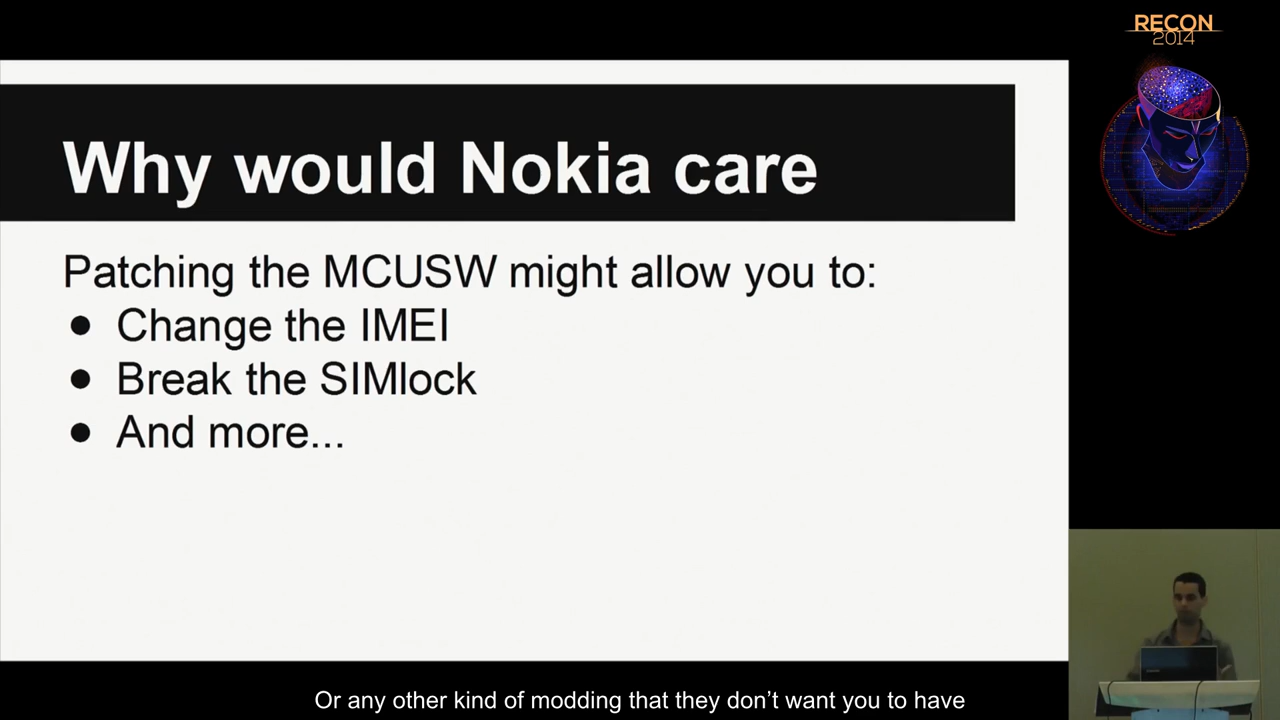 RECON
2014
Why would Nokia care
Patching the MCUSW might allow you to:
● Change the IMEI
● Break the SIMlock
● And more...
Or any other kind of modding that they don’t want you to have